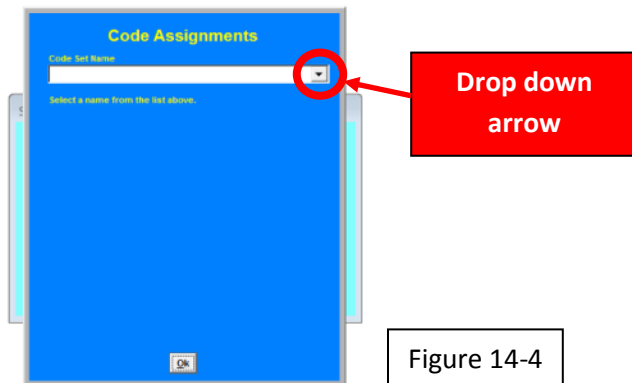 Code Assignments
Code Set Name
Select a name from the list above.
Drop down
arrow
S
Ok
Figure 14-4